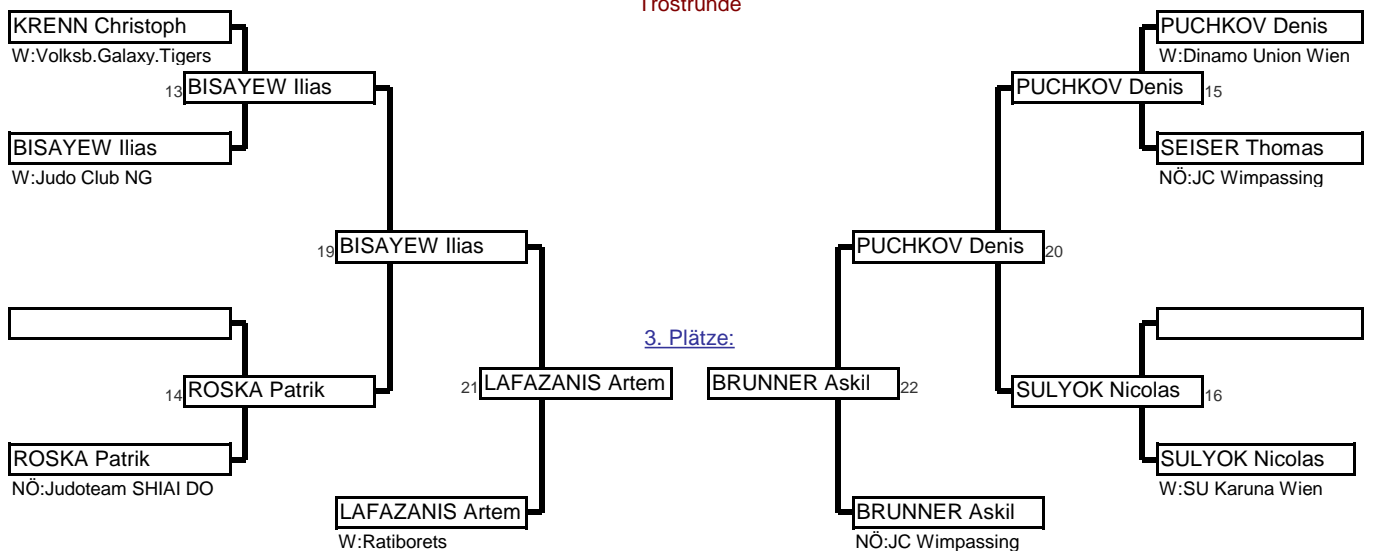 Trostrunde
KRENN Christoph
W:Volksb.Galaxy.Tigers
13 BISAYEW Ilias
BISAYEW Ilias
W:Judo Club NG
19 BISAYEW Ilias
14 ROSKA Patrik
ROSKA Patrik
NÖ:Judoteam SHIAI DO
3. Plätze:
21 LAFAZANIS Artem
LAFAZANIS Artem
W:Ratiborets
PUCHKOV Denis
W:Dinamo Union Wien
PUCHKOV Denis 15
SEISER Thomas
NÖ:JC Wimpassing
PUCHKOV Denis 20
BRUNNER Askil 22
SULYOK Nicolas 16
SULYOK Nicolas
W:SU Karuna Wien
BRUNNER Askil
NÖ:JC Wimpassing